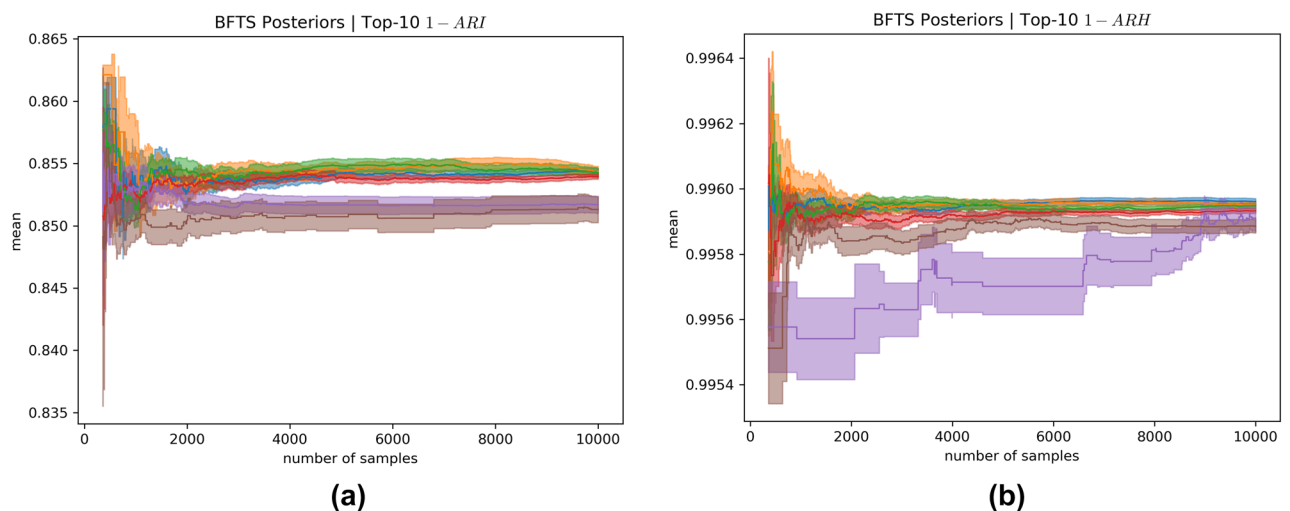 BFTS Posteriors | Top-10 1 − ARI
0.865
0.860
0.855
0.850
0.845
0.840
0.835
mean
0 2000 4000 6000 8000 10000
number of samples
(a)
BFTS Posteriors | Top-10 1 − ARH
0.9964
0.9962
0.9960
0.9958
0.9956
0.9954
mean
0 2000 4000 6000 8000 10000
number of samples
(b)